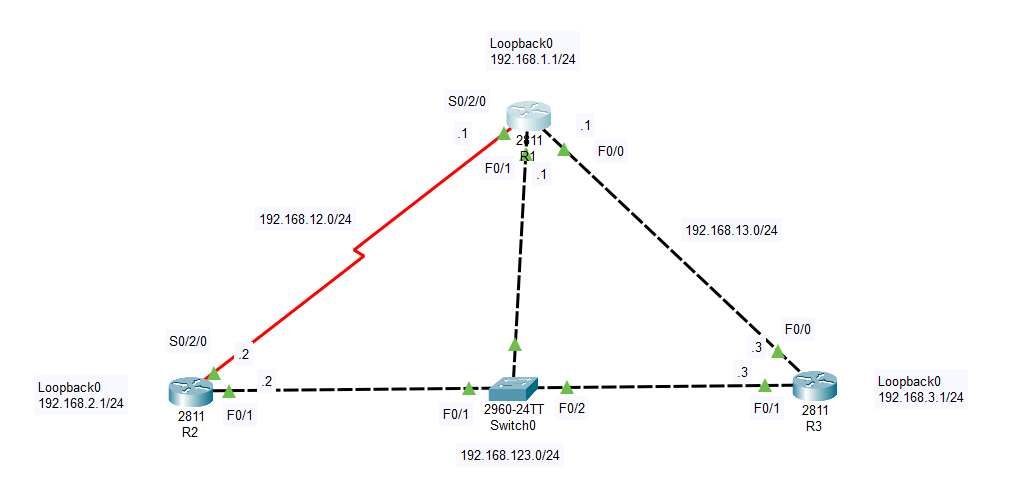 Loopback0
192.168.1.1/24
S0/2/0
.1
.1
2811
R1
F0/0
F0/1
.1
192.168.12.0/24
192.168.13.0/24
S0/2/0
.2
F0/0
.3
Loopback0
192.168.2.1/24
.2
2811
R2
F0/1
F0/1
2960-24TT
Switch0
F0/2
.3
F0/1
2811
R3
Loopback0
192.168.3.1/24
192.168.123.0/24